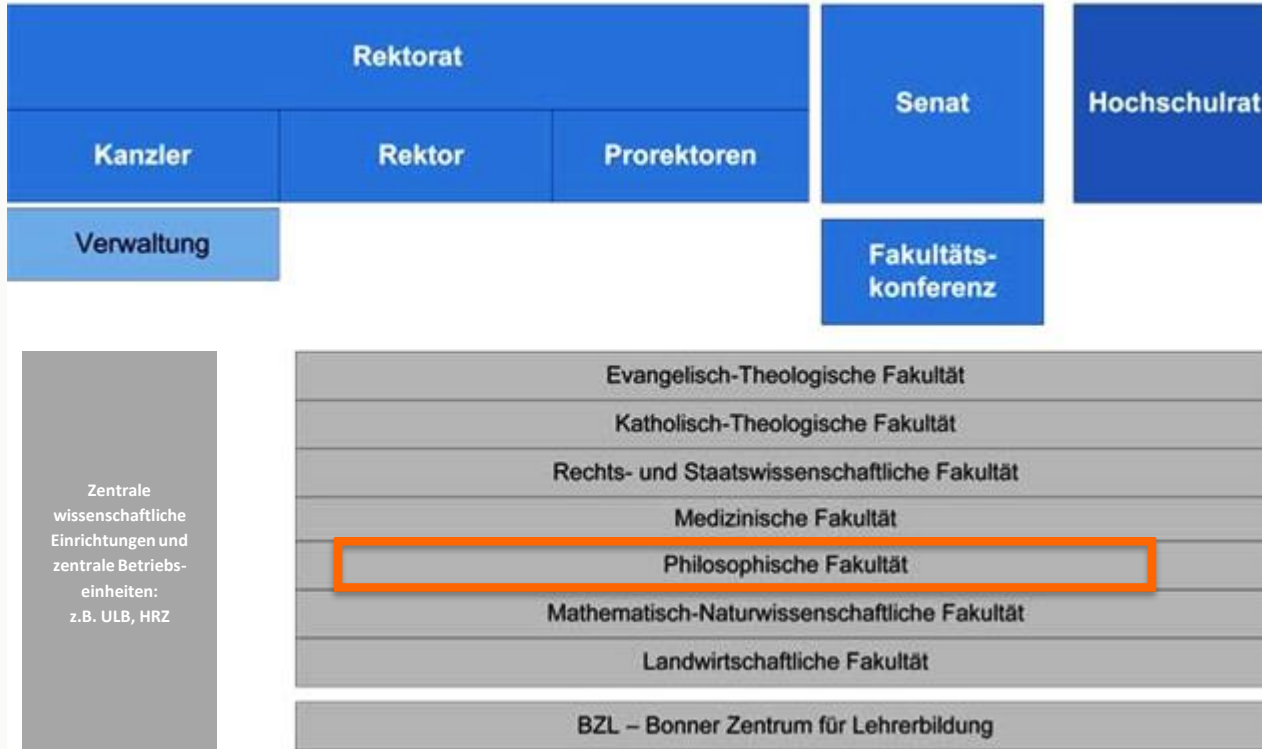 Rektorat
Senat
Hochschulrat
Kanzler
Rektor
Prorektoren
Verwaltung
Fakultäts-
konferenz
Evangelisch-Theologische Fakultät
Katholisch-Theologische Fakultät
Rechts- und Staatswissenschaftliche Fakultät
Medizinische Fakultät
Philosophische Fakultät
Mathematisch-Naturwissenschaftliche Fakultät
Landwirtschaftliche Fakultät
BZL – Bonner Zentrum für Lehrerbildung
Zentrale
wissenschaftliche
Einrichtungen und
zentrale Betriebs-
einheiten:
z.B. ULB, HRZ